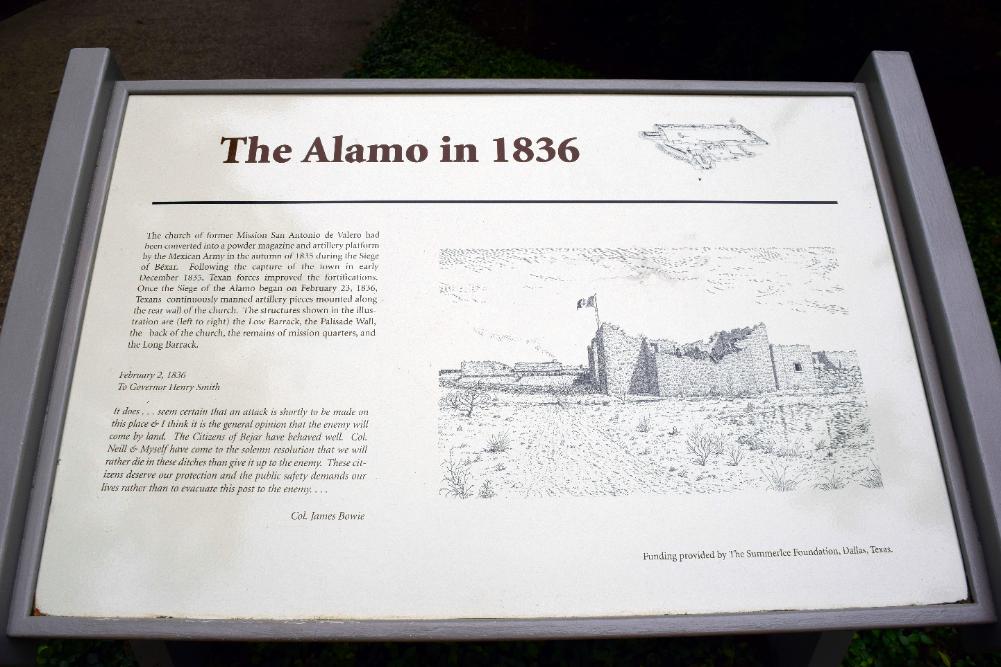 The Alamo in 1836
The church of former Mission San Antonio de Valero had
been converted into a powder magazine and artillery platform
by the Mexican Army in the autumn of 1835 during the Siege
of Béxar. Following the capture of the town in early
December 1835, Texan forces improved the fortifications.
Once the Siege of the Alamo began on February 23, 1836,
Texans continuously manned artillery pieces mounted along
the rear wall of the church. The structures shown in the illus-
tration are (left to right) the Low Barrack, the Palisade Wall,
the back of the church, the remains of mission quarters, and
the Long Barrack.
February 2, 1836
To Governor Henry Smith
It does . . . seem certain that an attack is shortly to be made on
this place & I think it is the general opinion that the enemy will
come by land. The Citizens of Bejar have behaved well. Col.
Neill & Myself have come to the solemn resolution that we will
rather die in these ditches than give it up to the enemy. These cit-
izens deserve our protection and the public safety demands our
lives rather than to evacuate this post to the enemy. . . .
Col. James Bowie
Funding provided by The Summerlee Foundation, Dallas, Texas.